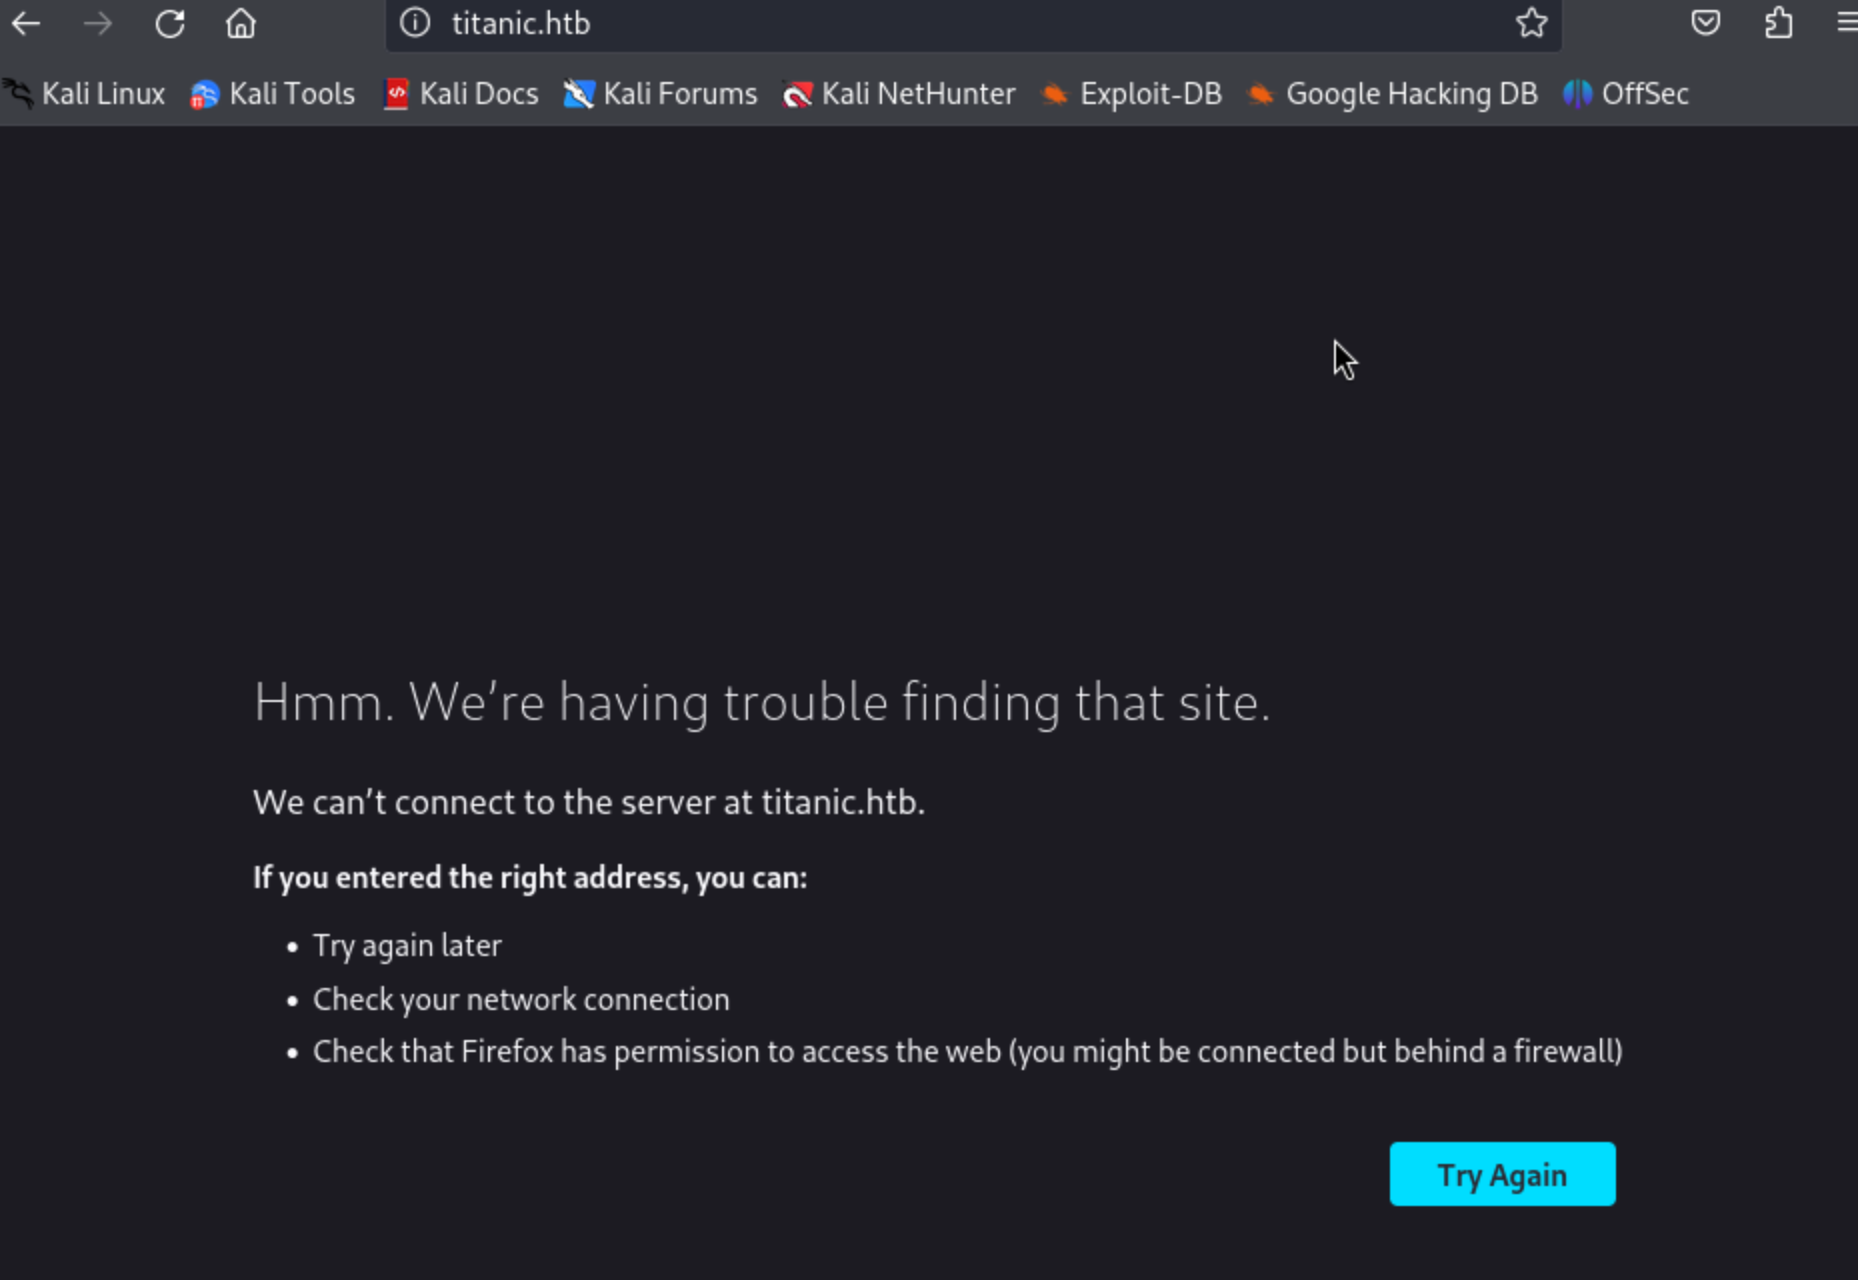 titanic.htb
Kali Linux Kali Tools Kali Docs Kali Forums Kali NetHunter Exploit-DB Google Hacking DB OffSec
Hmm. We’re having trouble finding that site.
We can’t connect to the server at titanic.htb.
If you entered the right address, you can:
• Try again later
• Check your network connection
• Check that Firefox has permission to access the web (you might be connected but behind a firewall)
Try Again